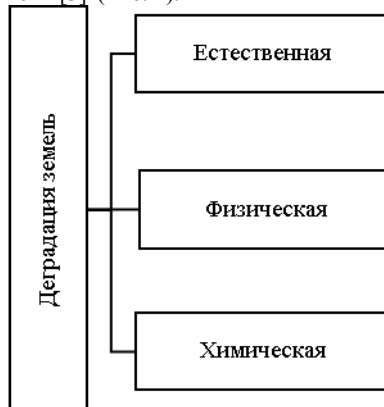 Деградация земель
Естественная
Физическая
Химическая